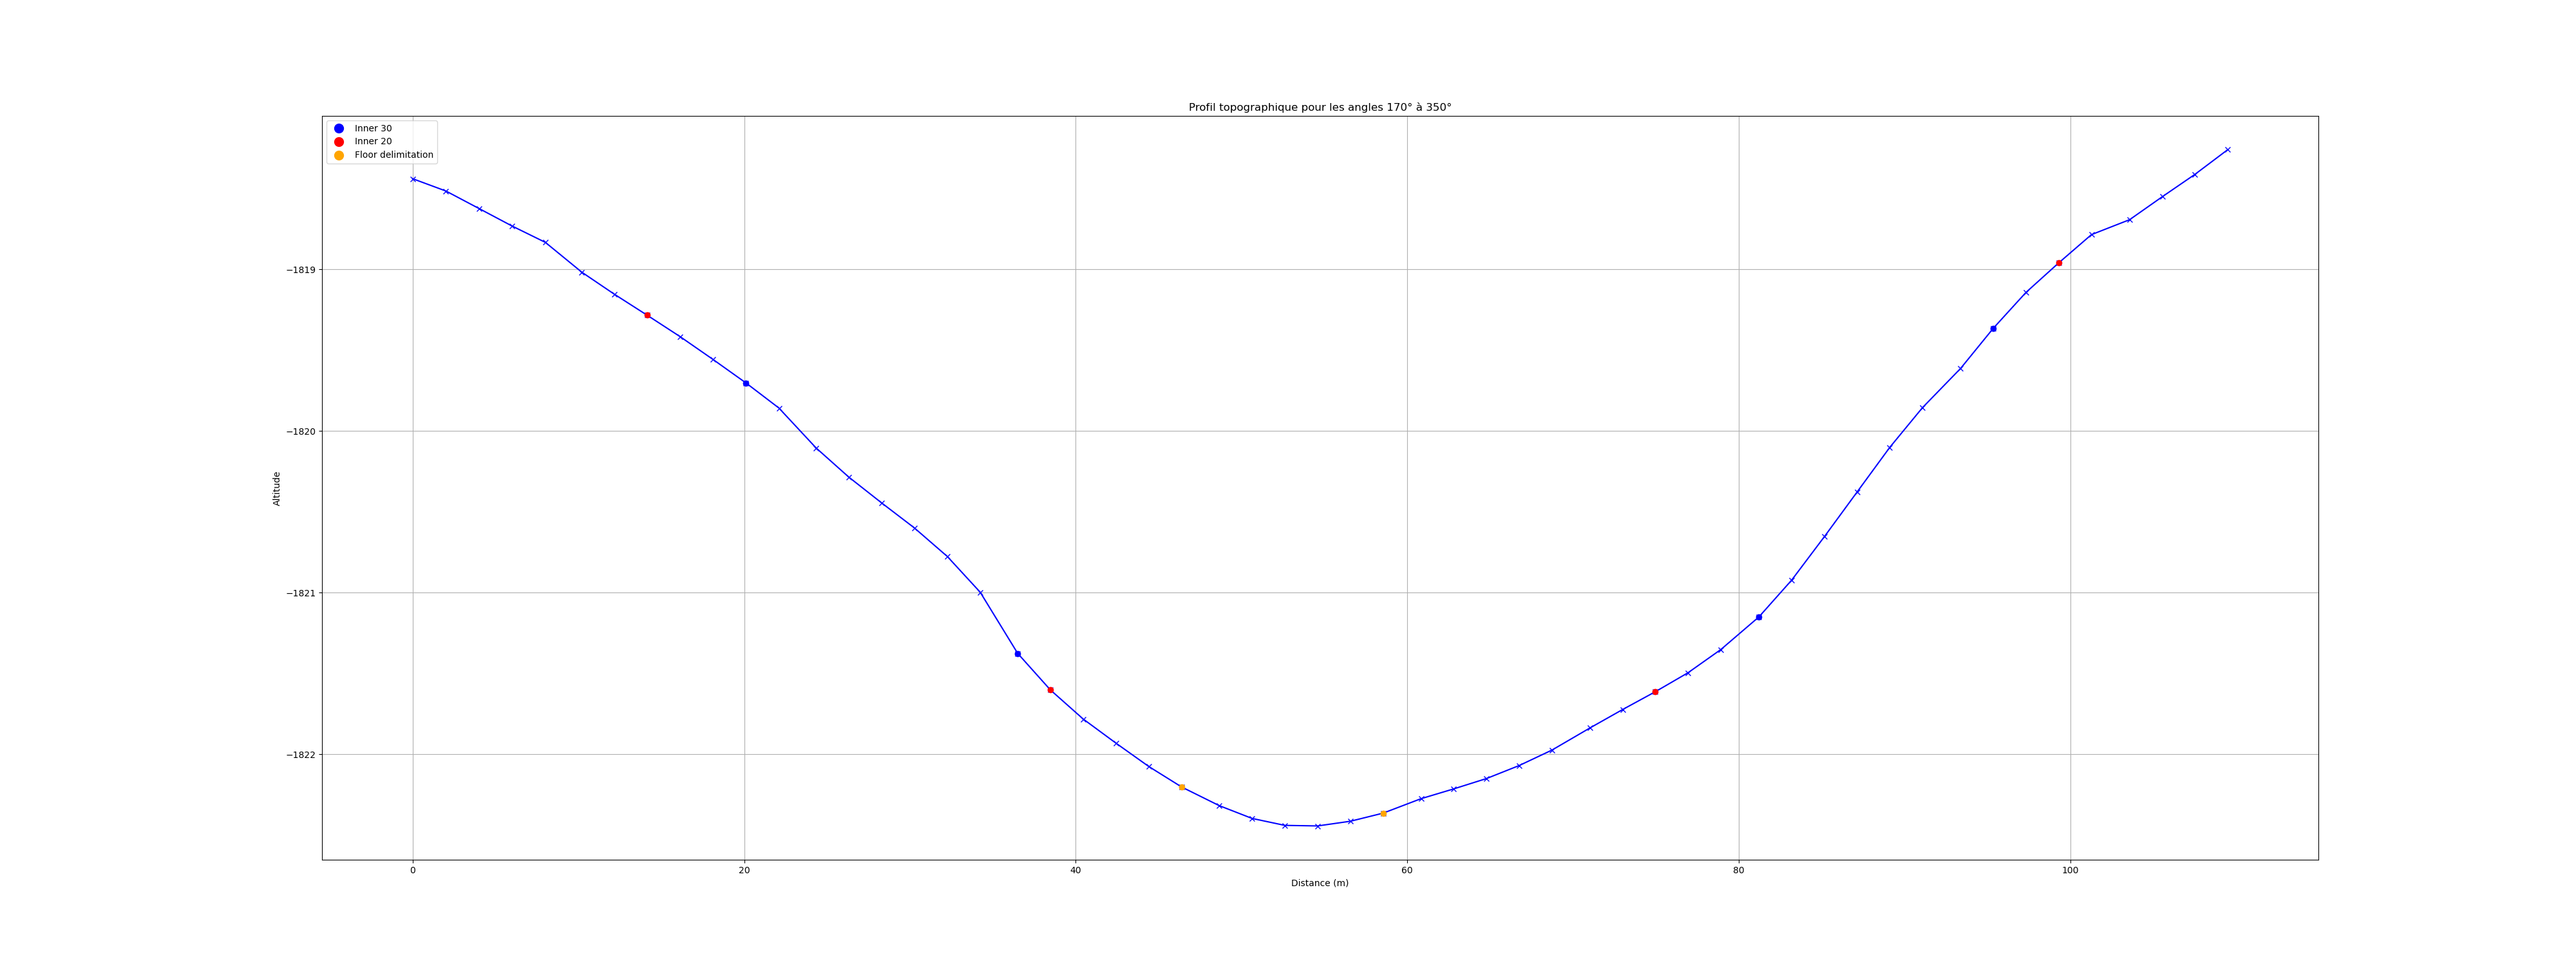 Profil topographique pour les angles 170° à 350°
Inner 30
Inner 20
Floor delimitation
−1819
−1820
−1821
−1822
Altitude
0 20 40 60 80 100
Distance (m)